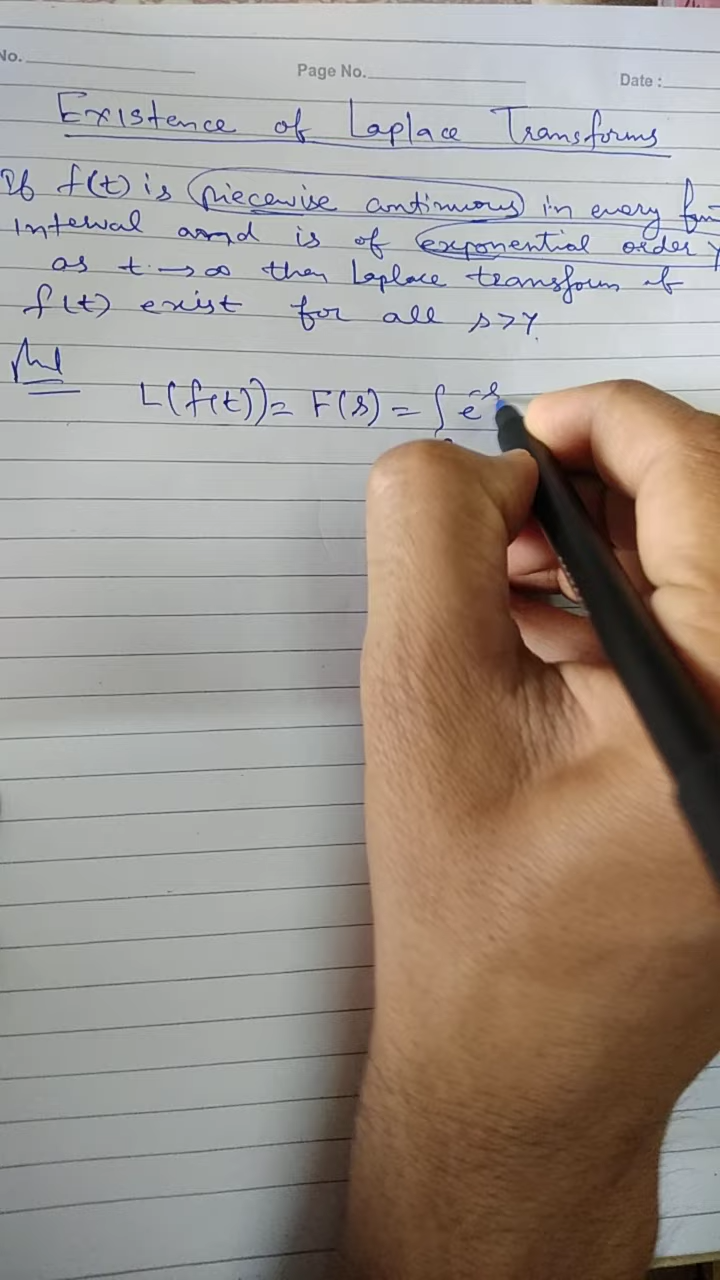 No.
Page No.
Date :
Existence of Laplace Transforms
If f(t) is piecewise continuous in every
interval and is of exponential order γ
as t → ∞ then Laplace transform of
f(t) exist for all s > γ.
L(f(t)) = F(s) = ∫ e^-s